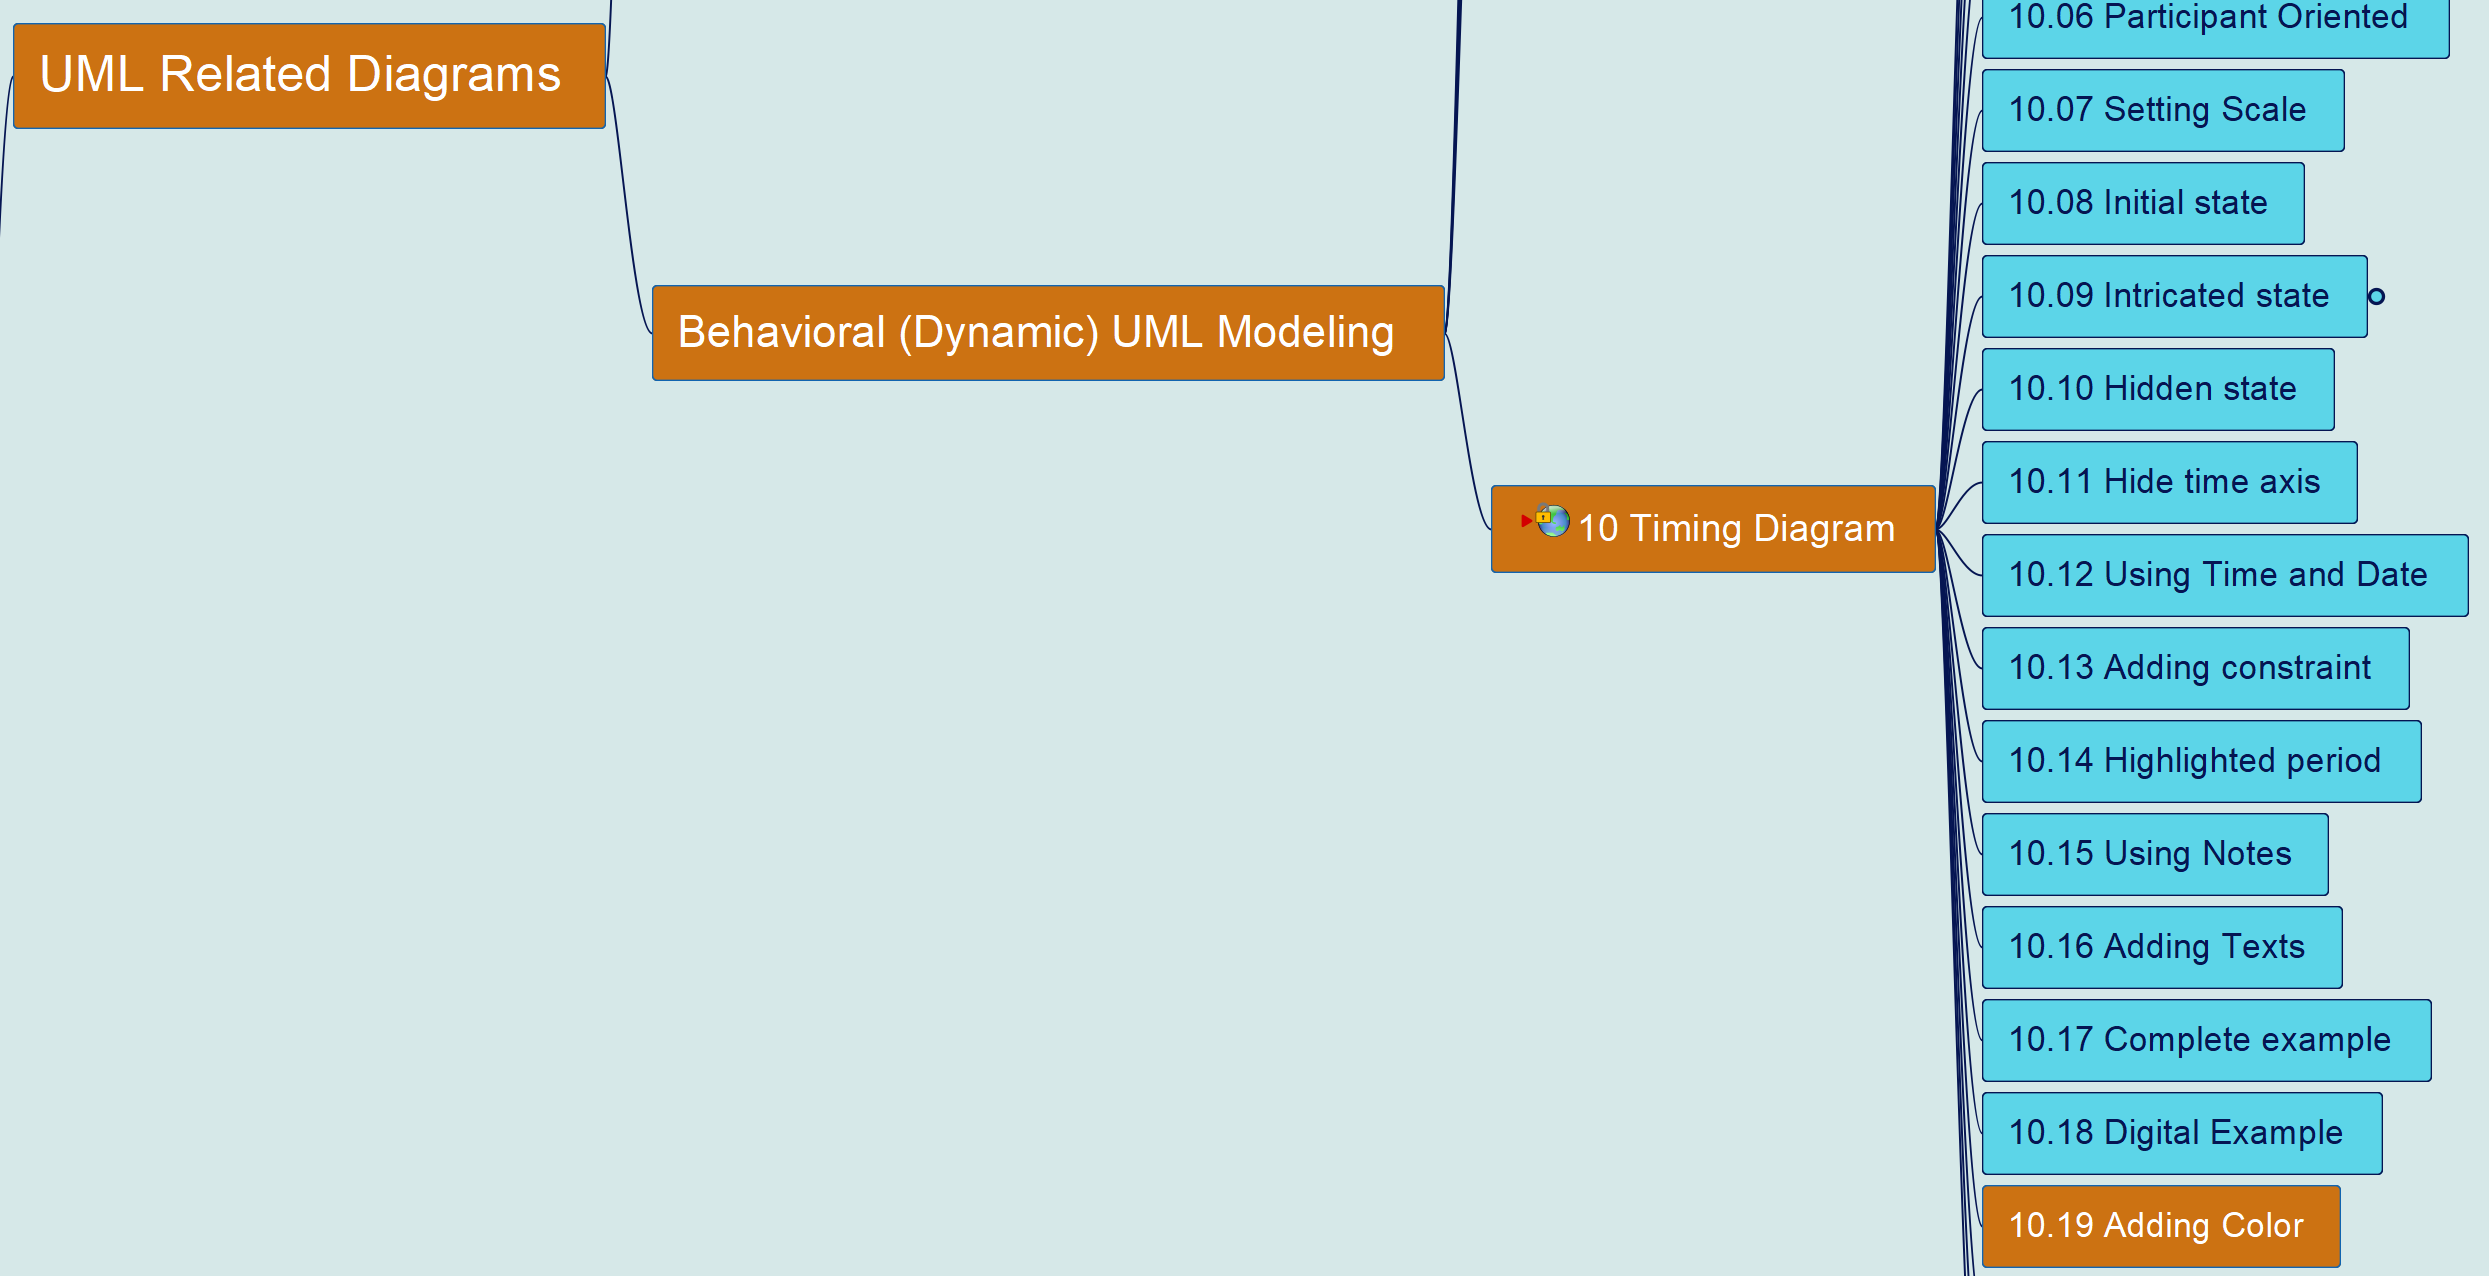 UML Related Diagrams
Behavioral (Dynamic) UML Modeling
10 Timing Diagram
10.06 Participant Oriented
10.07 Setting Scale
10.08 Initial state
10.09 Intricated state
10.10 Hidden state
10.11 Hide time axis
10.12 Using Time and Date
10.13 Adding constraint
10.14 Highlighted period
10.15 Using Notes
10.16 Adding Texts
10.17 Complete example
10.18 Digital Example
10.19 Adding Color